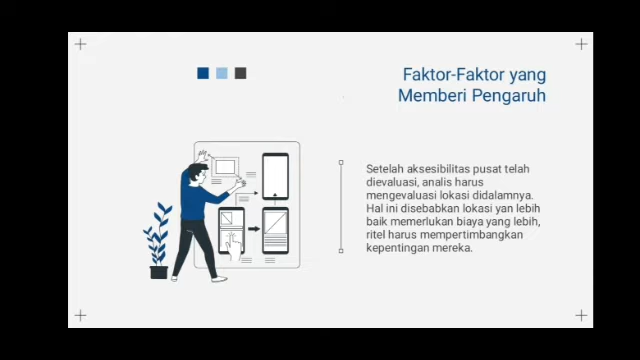 Faktor-Faktor yang
Memberi Pengaruh
Setelah aksesibilitas pusat telah
dievaluasi, analis harus
mengevaluasi lokasi didalamnya.
Hal ini disebabkan lokasi yan lebih
baik memerlukan biaya yang lebih,
ritel harus mempertimbangkan
kepentingan mereka.